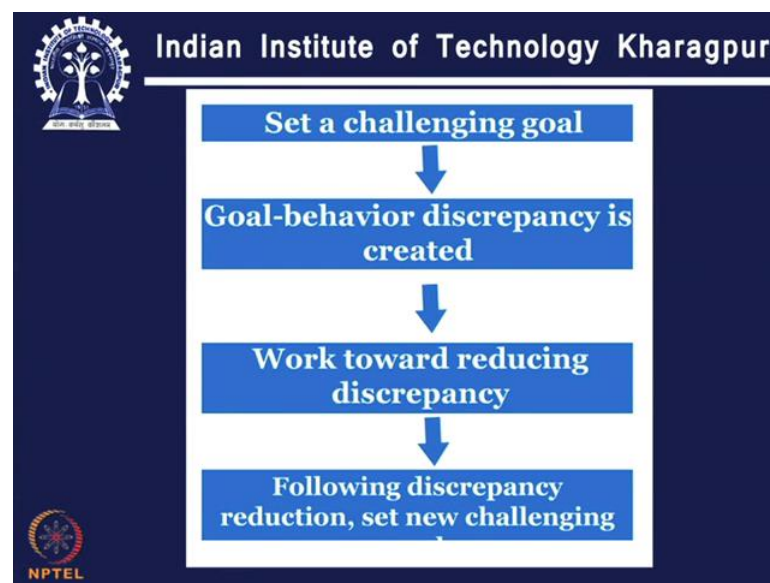 Indian Institute of Technology Kharagpur
Set a challenging goal
Goal-behavior discrepancy is
created
Work toward reducing
discrepancy
Following discrepancy
reduction, set new challenging
NPTEL